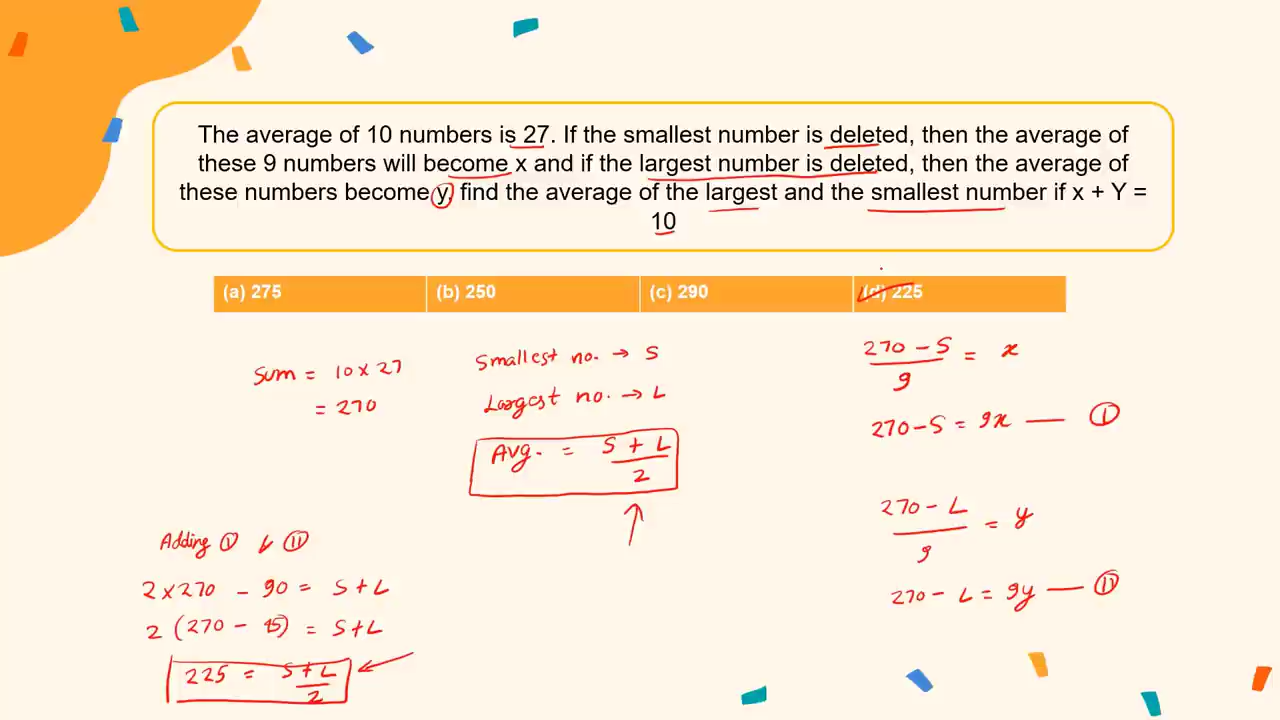 The average of 10 numbers is 27. If the smallest number is deleted, then the average of
these 9 numbers will become x and if the largest number is deleted, then the average of
these numbers become y, find the average of the largest and the smallest number if x + Y =
10
(a) 275 (b) 250 (c) 290 (d) 225
Sum = 10 × 27
= 270
Smallest no. → S
Largest no. → L
Avg. = S + L / 2
270 - S / 9 = x
270 - S = 9x — I
270 - L / 9 = y
270 - L = 9y — II
Adding I & II
2 × 270 - 90 = S + L
2 (270 - 45) = S + L
225 = S + L / 2